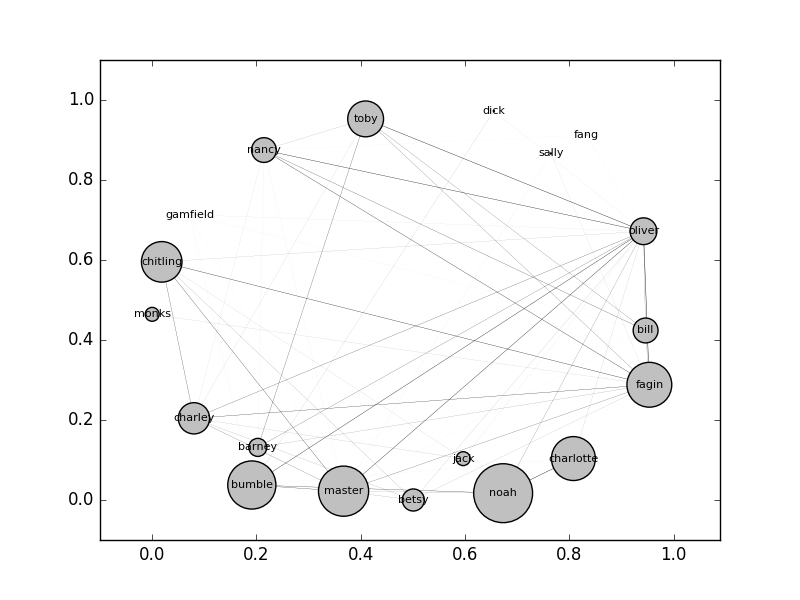 1.0
0.8
0.6
0.4
0.2
0.0
dick
toby
fang
nancy
sally
gamfield
oliver
chitling
monks
bill
fagin
charley
barney
jack
charlotte
bumble
master
noah
betsy
0.0 0.2 0.4 0.6 0.8 1.0